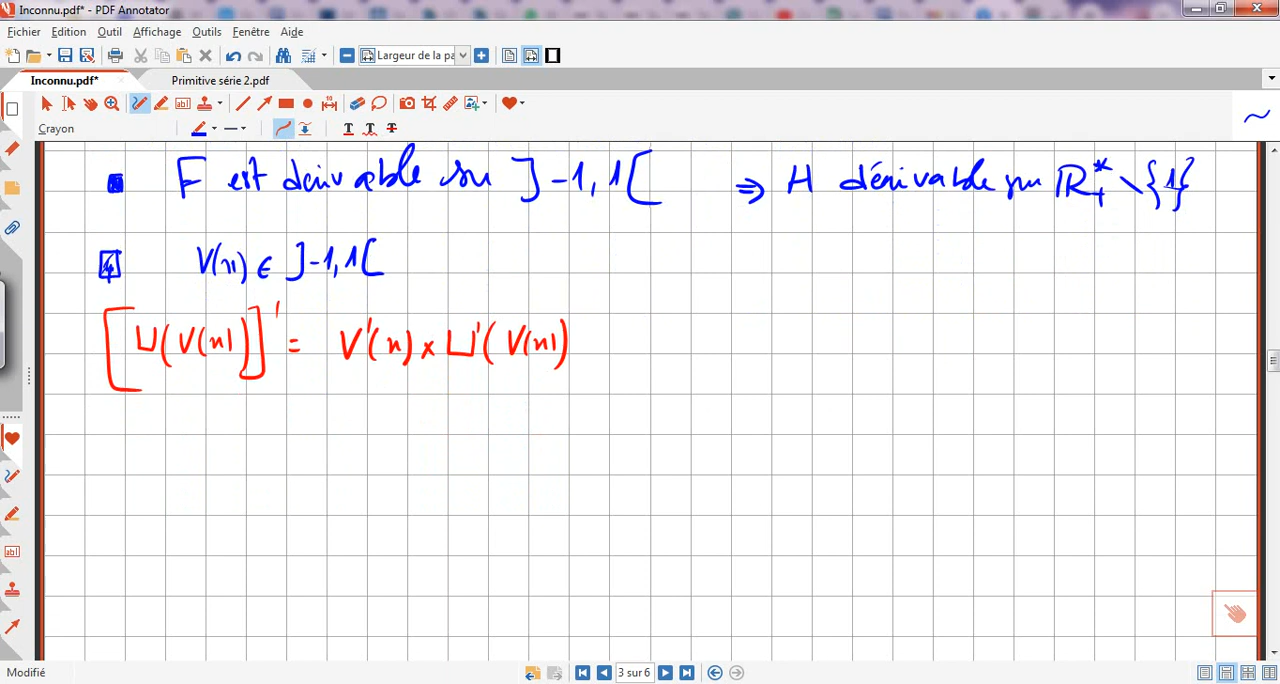 Inconnu.pdf* - PDF Annotator
Fichier Edition Outil Affichage Outils Fenêtre Aide
Largeur de la pa
Inconnu.pdf* Primitive série 2.pdf
Crayon
F est dérivable sur ]-1,1[ ⇒ H dérivable sur ℝ*₊ \ {1}
V(x) ∈ ]-1,1[
[U(V(x)]' = V'(x) × U'(V(x)
Modifié
3 sur 6